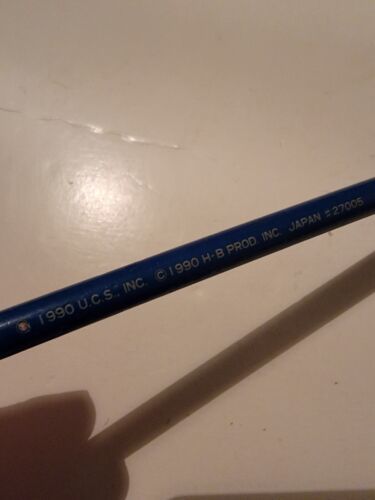 © 1990 U.C.S., INC. © 1990 H-B PROD. INC. JAPAN #27005